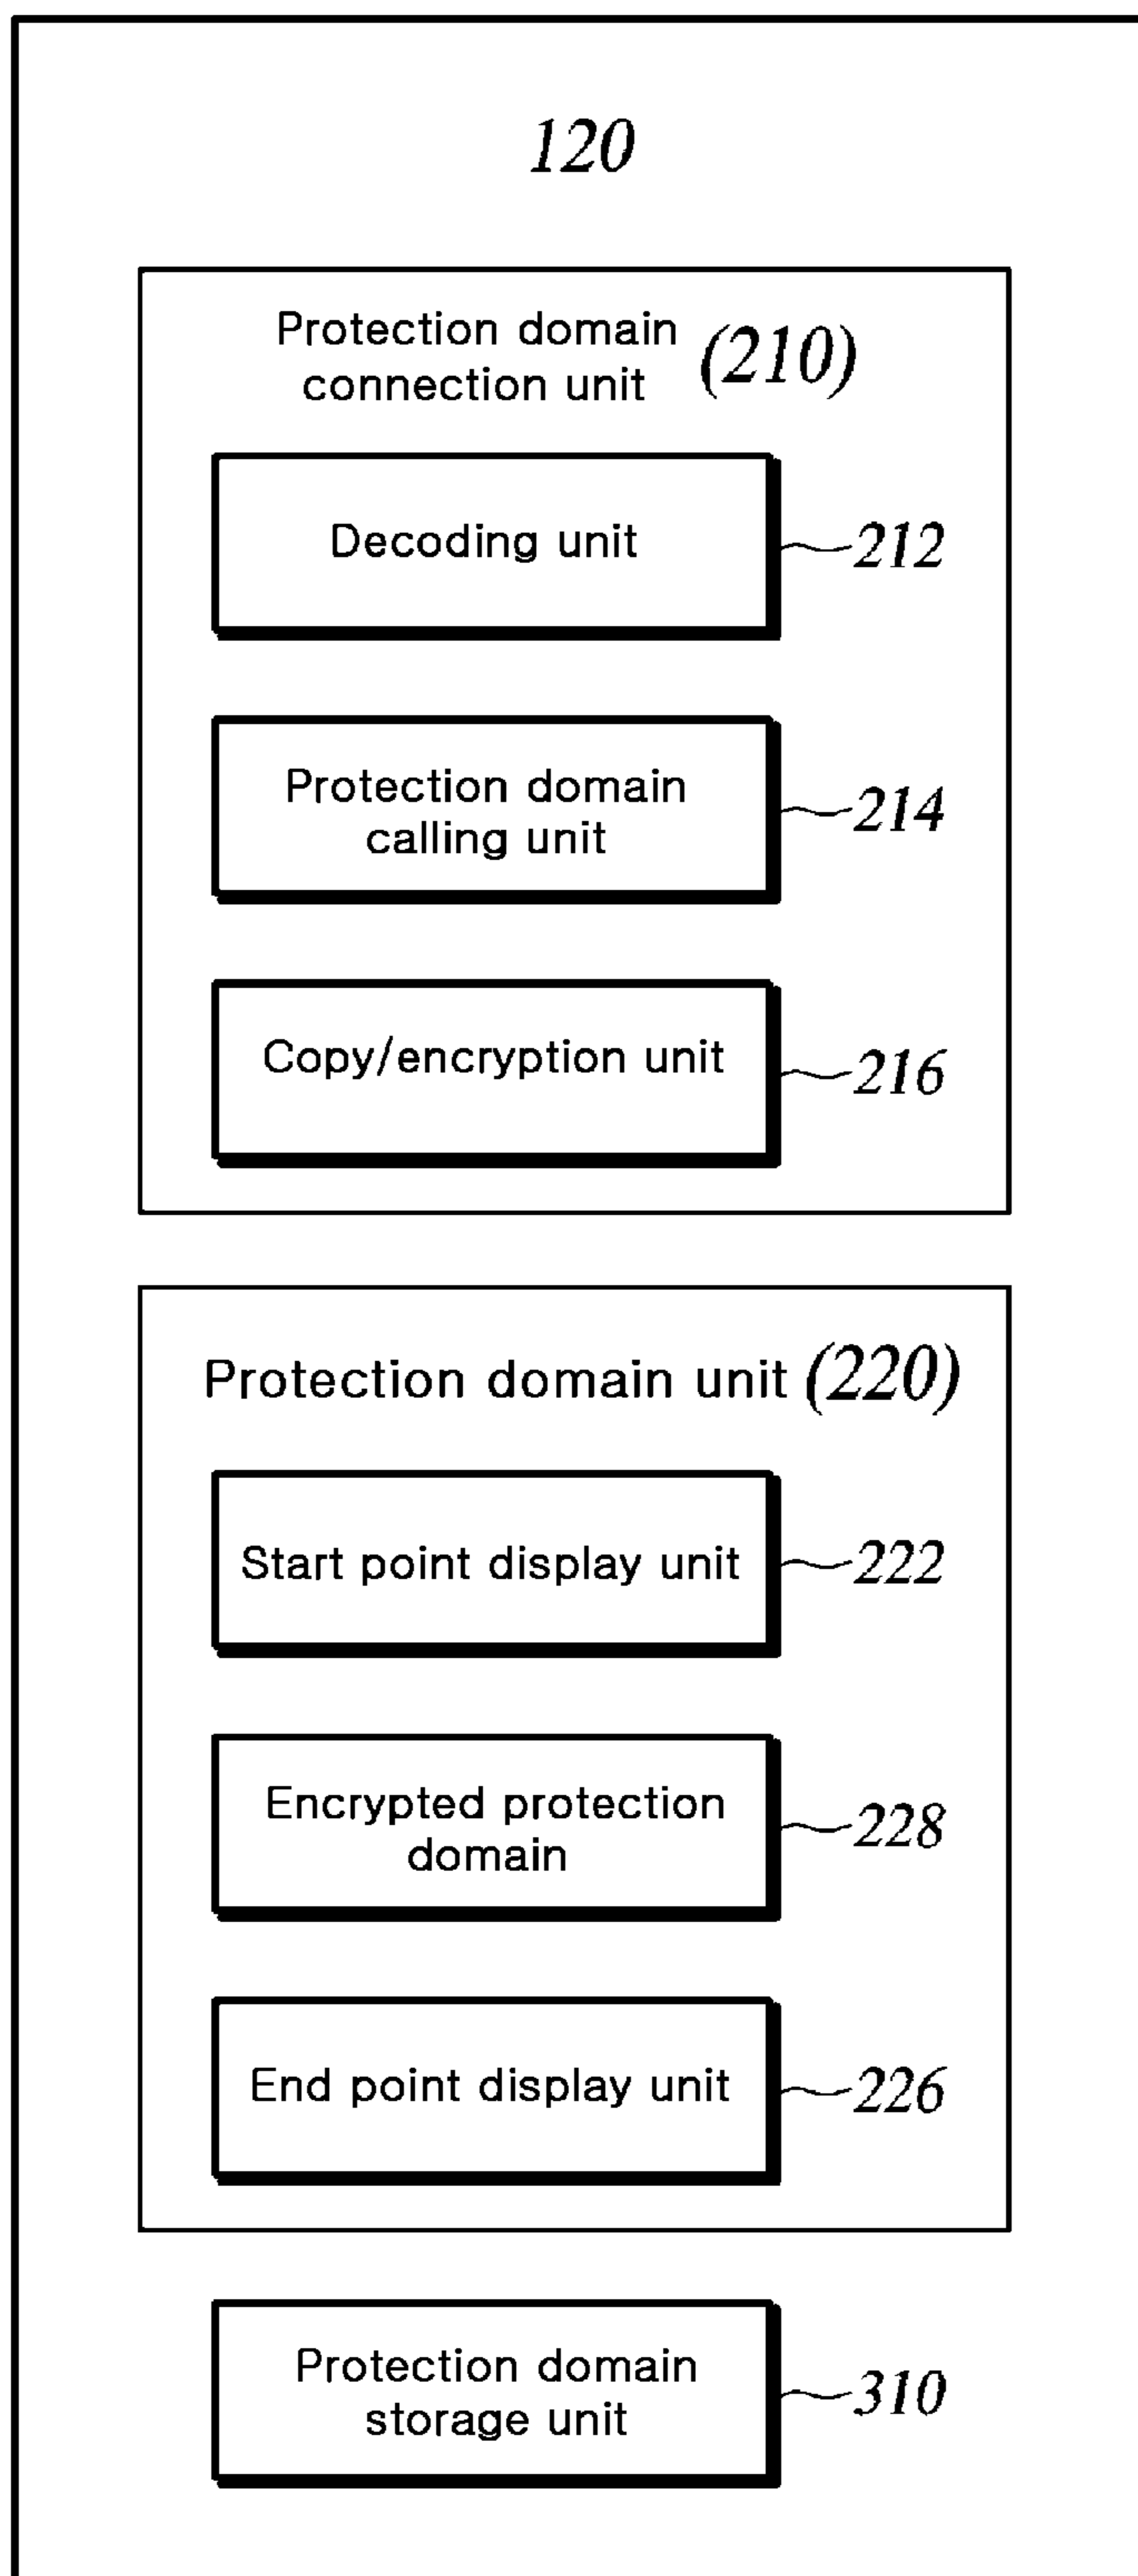 120
Protection domain
connection unit (210)
Decoding unit
212
Protection domain
calling unit
214
Copy/encryption unit
216
Protection domain unit (220)
Start point display unit
222
Encrypted protection
domain
228
End point display unit
226
Protection domain
storage unit
310